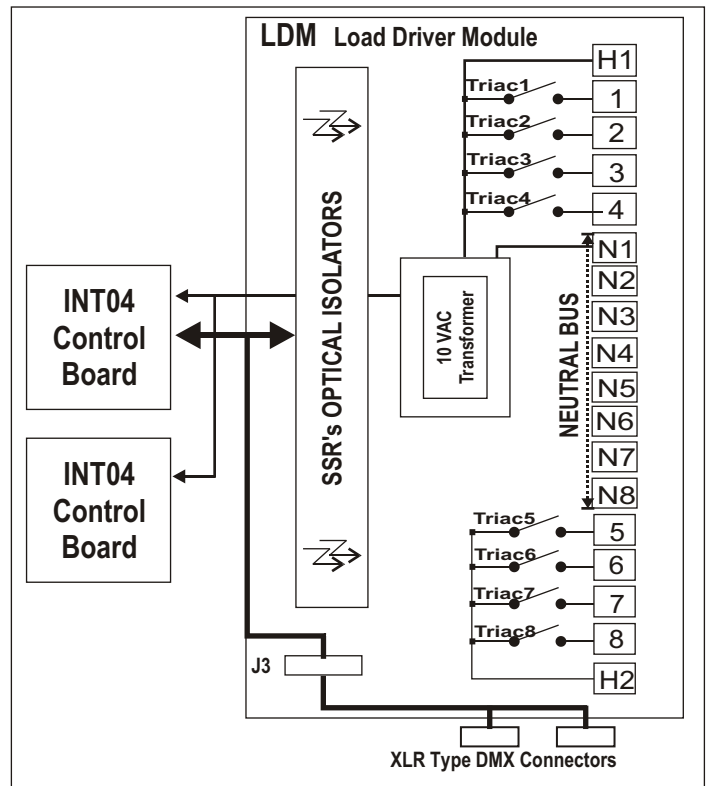 LDM Load Driver Module
H1
Triac1
1
Triac2
2
Triac3
3
Triac4
4
N1
N2
N3
N4
N5
N6
N7
N8
NEUTRAL BUS
10 VAC
Transformer
SSR's OPTICAL ISOLATORS
INT04
Control
Board
INT04
Control
Board
Triac5
5
Triac6
6
Triac7
7
Triac8
8
H2
J3
XLR Type DMX Connectors